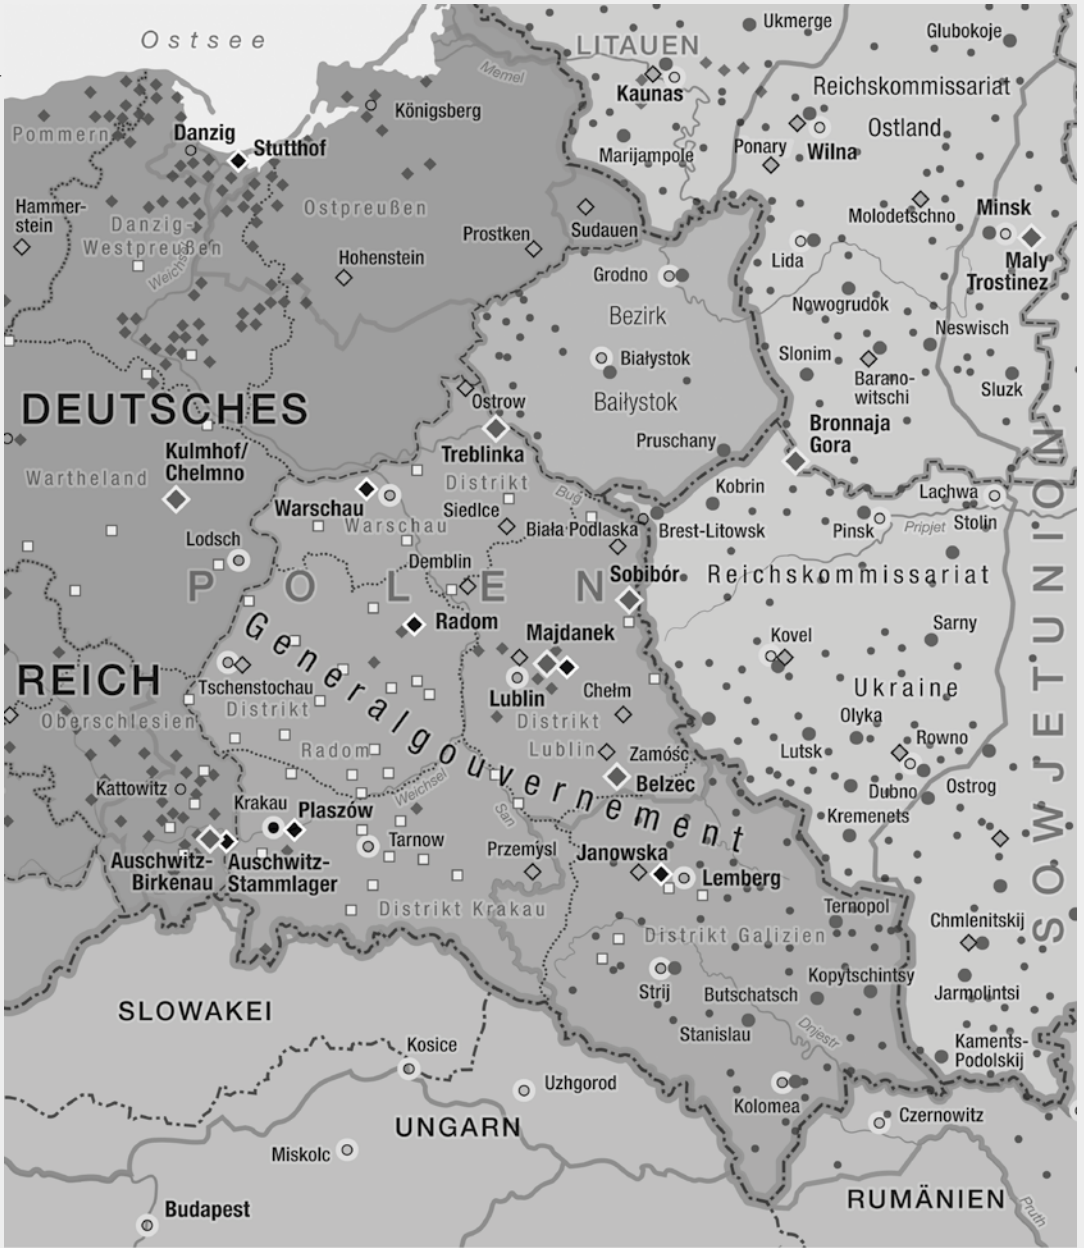 Ostsee
LITAUEN
Ukmerge
Glubokoje
Memel
Kaunas
Reichskommissariat
Ostland
Königsberg
Pommern
Danzig
Stutthof
Marijampole
Ponary
Wilna
Hammer-
stein
Danzig-
Westpreußen
Weichsel
Ostpreußen
Prostken
Sudauen
Molodetschno
Minsk
Maly
Trostinez
Hohenstein
Grodno
Lida
Nowogrudok
Neswisch
Bezirk
Białystok
Baiłystok
Slonim
Barano-
witschi
Sluzk
DEUTSCHES
Ostrow
Treblinka
Pruschany
Bronnaja
Gora
Kulmhof/
Chelmno
Wartheland
Distrikt
Warschau
Warschau
Siedlce
Bug
Biała Podlaska
Kobrin
Brest-Litowsk
Lachwa
Pinsk
Pripjet
Stolin
Lodsch
Demblin
POLEN
Sobibór
Reichskommissariat
Ukraine
SOWJETUNION
Generalgouvernement
Radom
Majdanek
Lublin
Chełm
Kovel
Sarny
REICH
Tschenstochau
Distrikt
Radom
Oberschlesien
Distrikt
Lublin
Zamość
Belzec
Olyka
Lutsk
Rowno
Dubno
Ostrog
Kremenets
Kattowitz
Krakau
Plaszów
Weichsel
San
Tarnow
Auschwitz-
Birkenau
Auschwitz-
Stammlager
Przemyśl
Janowska
Lemberg
Distrikt Krakau
Distrikt Galizien
Ternopol
Chmlenitskij
Strij
Butschatsch
Kopytschintsy
Jarmolintsi
Stanislau
Dnjestr
Kaments-
Podolskij
SLOWAKEI
Kosice
Uzhgorod
Kolomea
Czernowitz
UNGARN
Miskolc
Budapest
RUMÄNIEN
Pruth